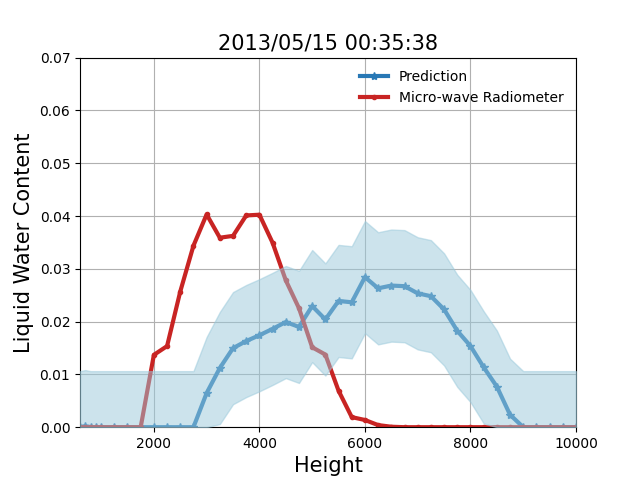 2013/05/15 00:35:38
Prediction
Micro-wave Radiometer
Liquid Water Content
0.07
0.06
0.05
0.04
0.03
0.02
0.01
0.00
2000 4000 6000 8000 10000
Height